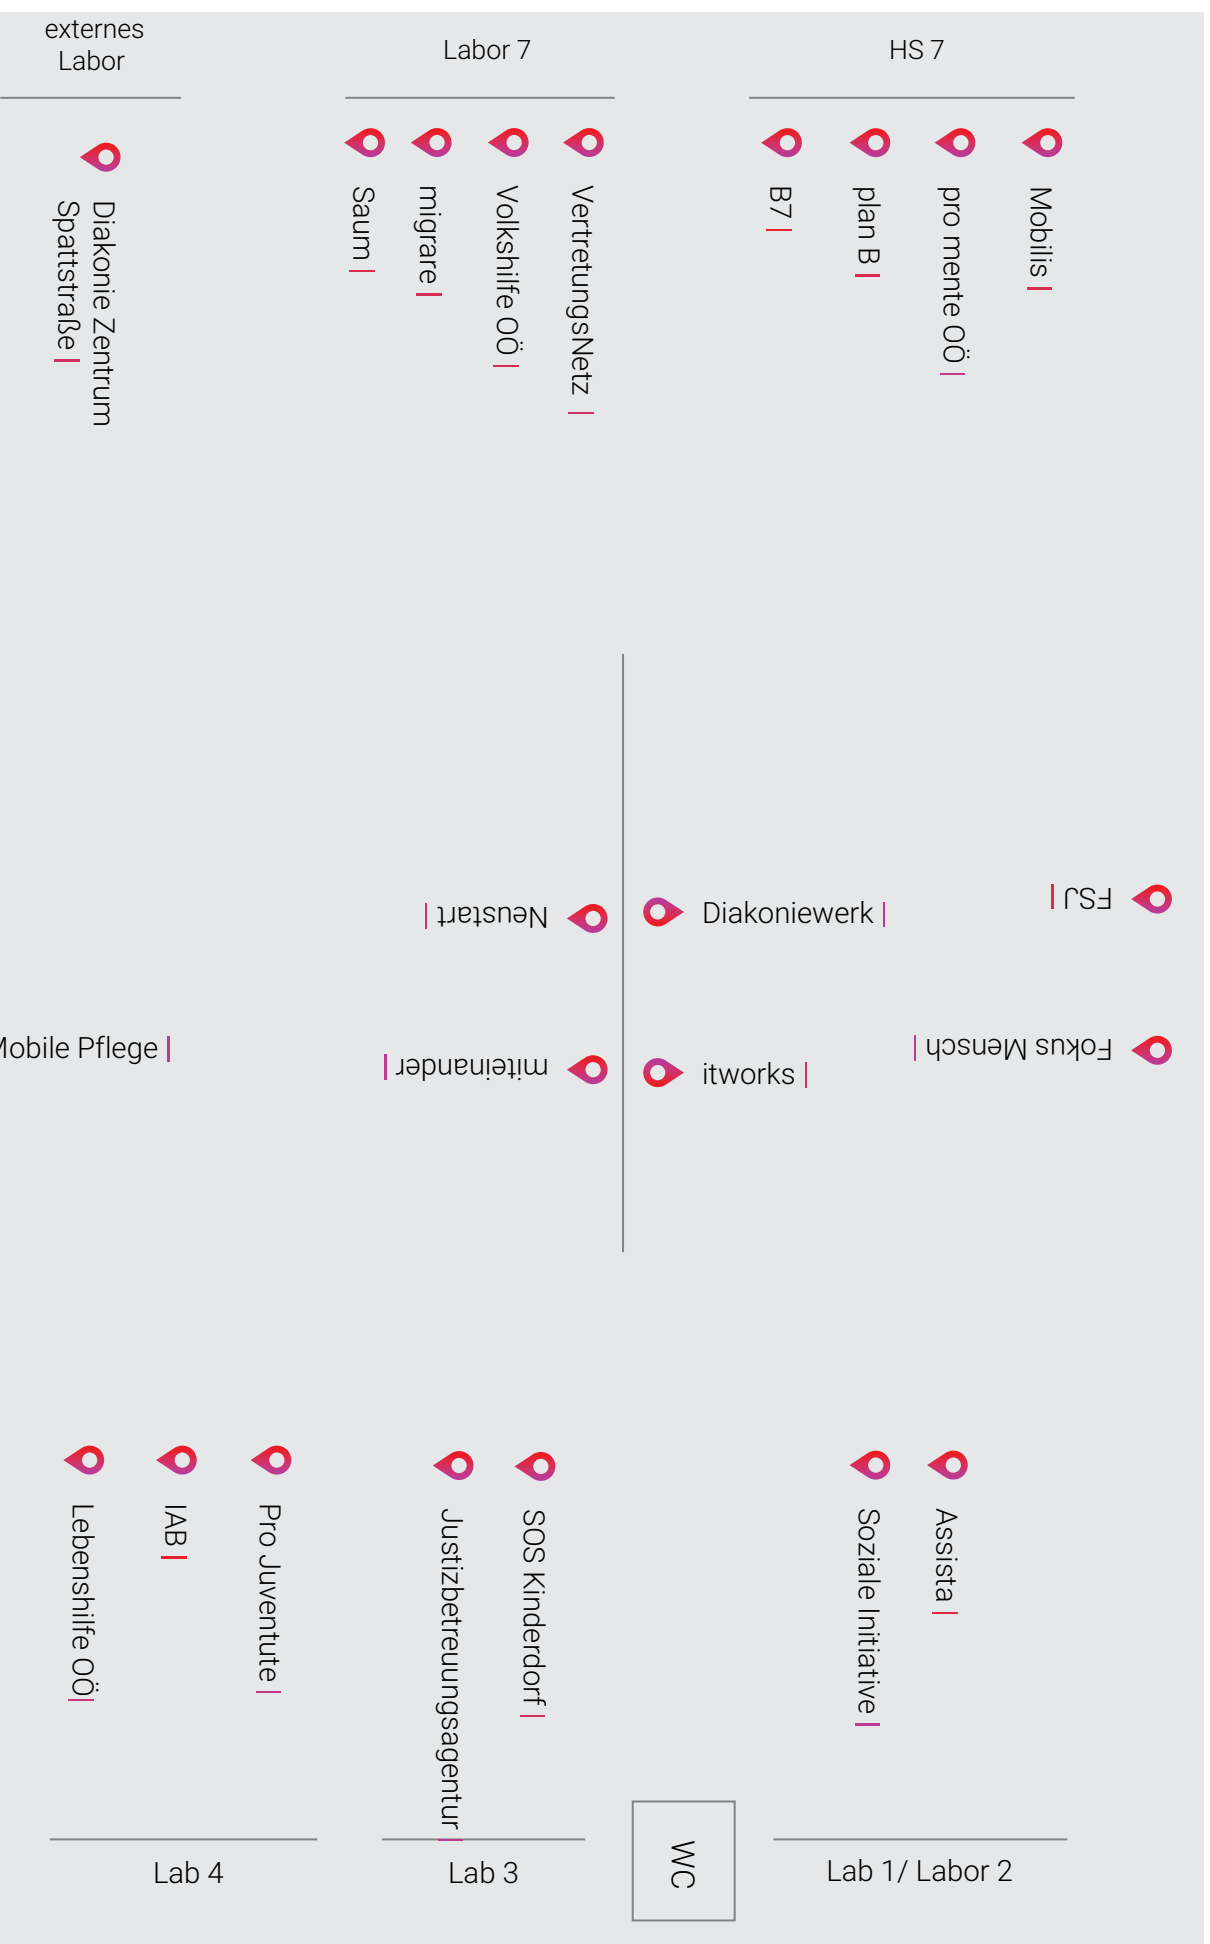 externes
Labor
Labor 7
HS 7
Diakonie Zentrum
Spattstraße |
Saum |
migrare |
Volkshilfe OÖ |
VertretungsNetz |
B7 |
plan B |
pro mente OÖ |
Mobilis |
Neustart |
Diakoniewerk |
FSJ |
Mobile Pflege |
miteinander |
itworks |
Fokus Mensch |
Lebenshilfe OÖ |
IAB |
Pro Juventute |
Justizbetreuungsagentur |
SOS Kinderdorf |
Soziale Initiative |
Assista |
Lab 4
Lab 3
WC
Lab 1/ Labor 2